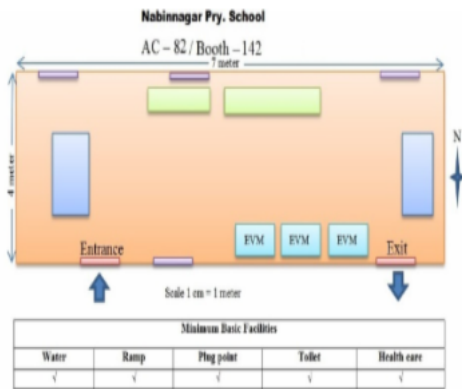 Nabinnagar Pry. School
AC – 82 / Booth – 142
7 meter
4 meter
N
EVM EVM EVM
Entrance Exit
Scale 1 cm = 1 meter
Minimum Basic Facilities
Water Ramp Plug point Toilet Health care
√ √ √ √ √